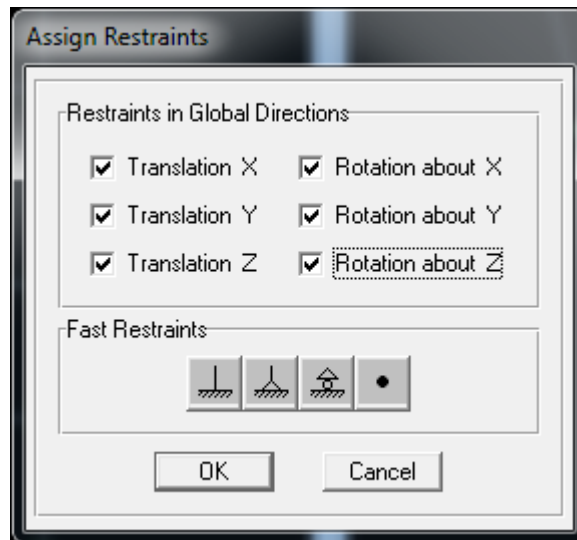 Assign Restraints
Restraints in Global Directions
Translation X
Rotation about X
Translation Y
Rotation about Y
Translation Z
Rotation about Z
Fast Restraints
OK
Cancel